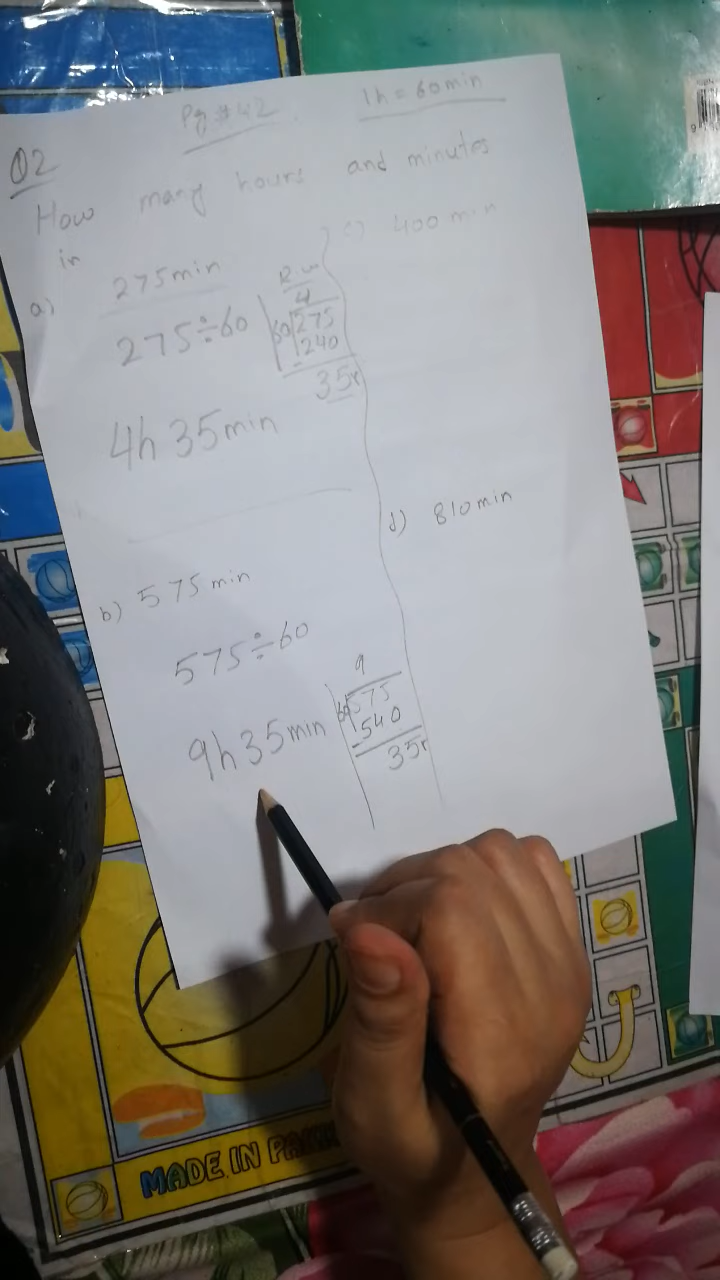 Pg # 42
1h = 60min
Q2
How many hours and minutes
in
a) 275min
275÷60
R.w
4
60 275
- 240
35r
4h 35min
b) 575 min
575÷60
9
60 575
- 540
35r
9h 35min
c) 400 min
d) 810min
MADE IN